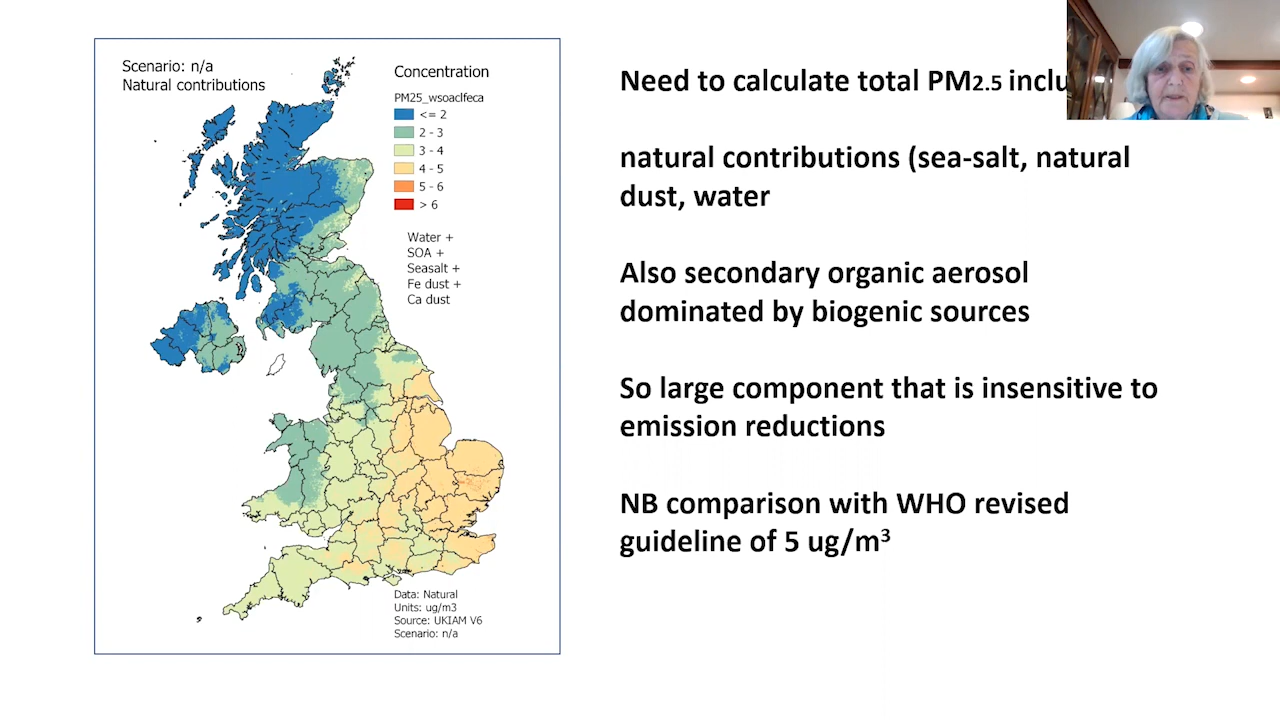 Scenario: n/a
Natural contributions
Concentration
PM25_wsoaclfeca
<= 2
2 - 3
3 - 4
4 - 5
5 - 6
> 6
Water +
SOA +
Seasalt +
Fe dust +
Ca dust
Data: Natural
Units: ug/m3
Source: UKIAM V6
Scenario: n/a
Need to calculate total PM2.5 inclu
natural contributions (sea-salt, natural
dust, water
Also secondary organic aerosol
dominated by biogenic sources
So large component that is insensitive to
emission reductions
NB comparison with WHO revised
guideline of 5 ug/m³